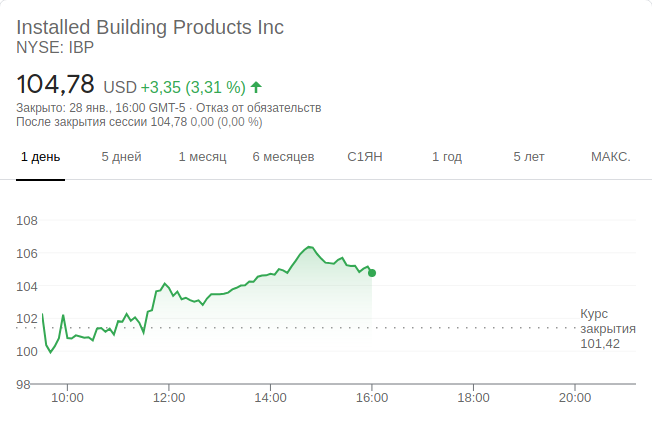 Installed Building Products Inc
NYSE: IBP
104,78 USD +3,35 (3,31 %)
Закрыто: 28 янв., 16:00 GMT-5 · Отказ от обязательств
После закрытия сессии 104,78 0,00 (0,00 %)
1 день 5 дней 1 месяц 6 месяцев С1ЯН 1 год 5 лет МАКС.
108
106
104
102
100
98
Курс
закрытия
101,42
10:00 12:00 14:00 16:00 18:00 20:00